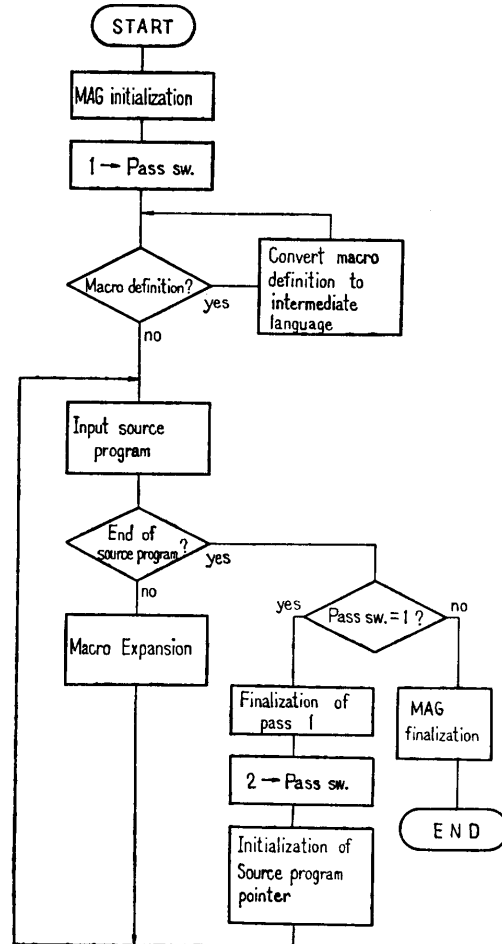 START
MAG initialization
1 → Pass sw.
Macro definition?
yes
Convert macro
definition to
intermediate
language
no
Input source
program
End of
source program?
yes
no
Macro Expansion
yes
Pass sw. = 1 ?
no
Finalization of
pass 1
MAG
finalization
2 → Pass sw.
END
Initialization of
Source program
pointer